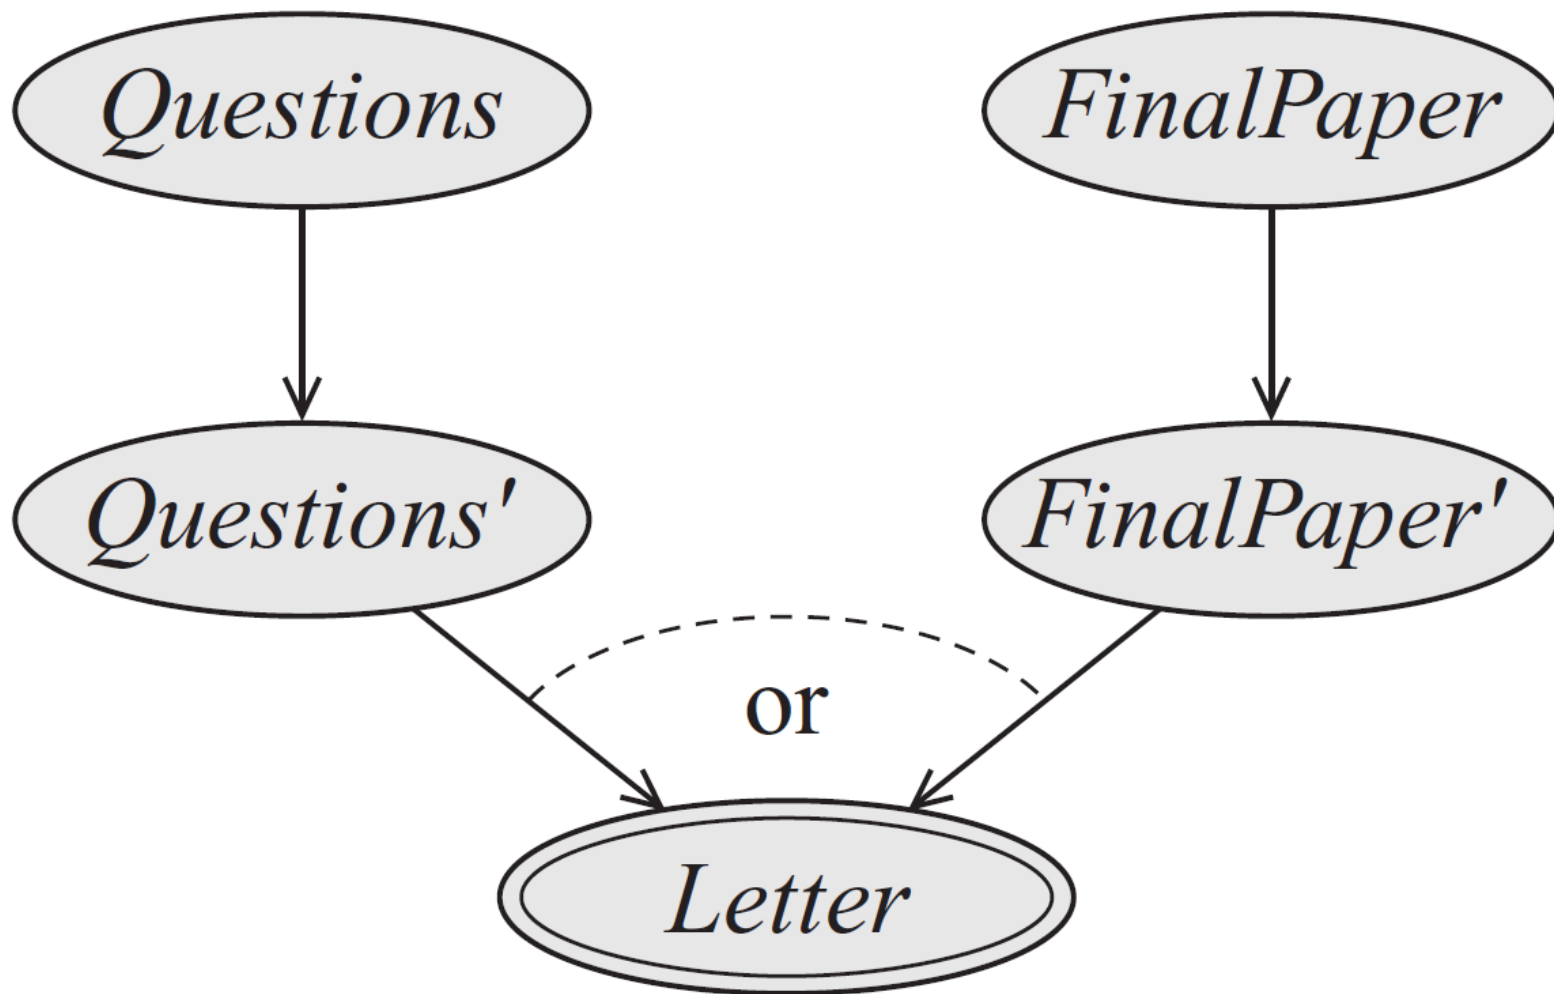 Questions
FinalPaper
Questions'
FinalPaper'
or
Letter